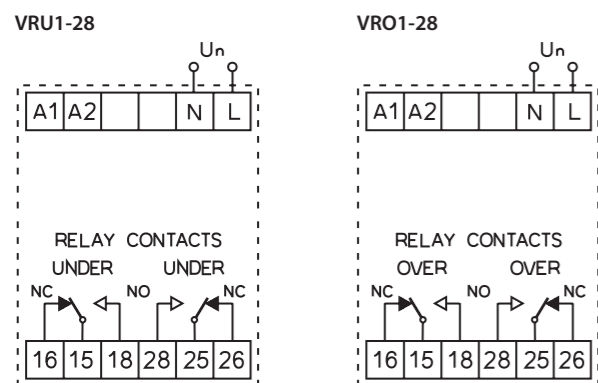 VRU1-28
Un
A1 A2 N L
RELAY CONTACTS
UNDER UNDER
NC NO NC
16 15 18 28 25 26
VRO1-28
Un
A1 A2 N L
RELAY CONTACTS
OVER OVER
NC NO NC
16 15 18 28 25 26